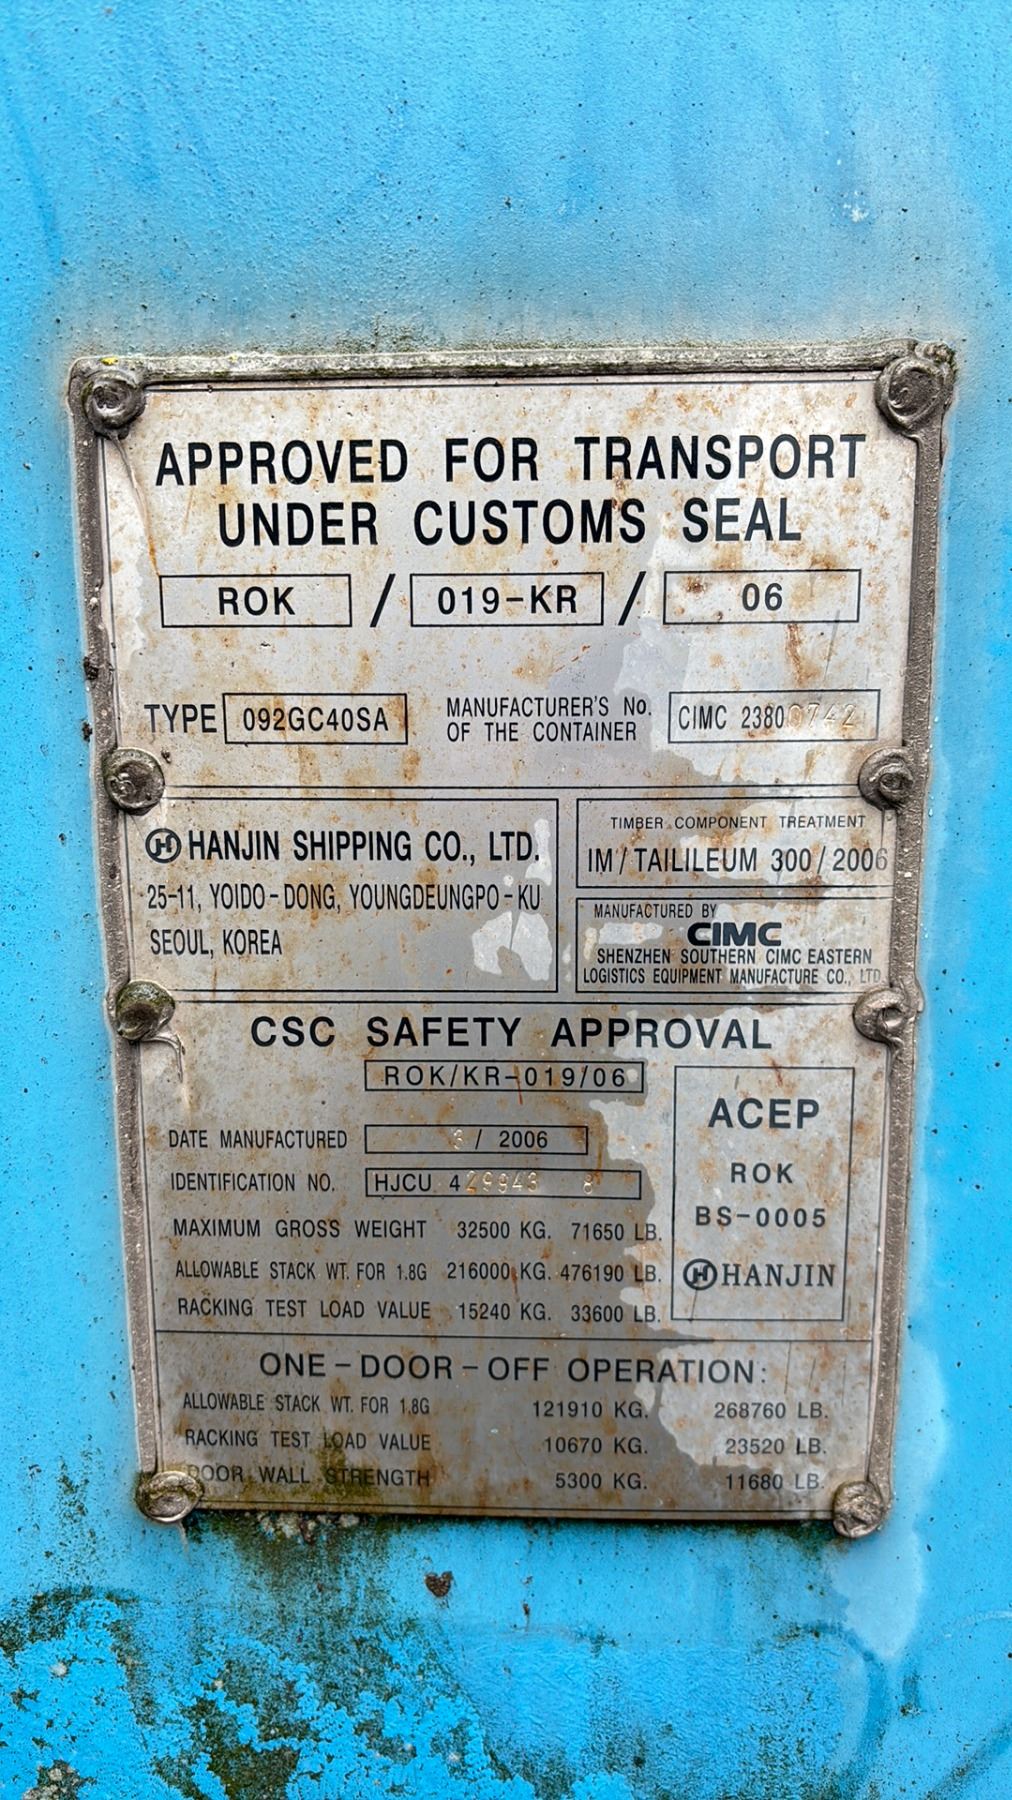 APPROVED FOR TRANSPORT
UNDER CUSTOMS SEAL
ROK / 019-KR / 06
TYPE 092GC40SA
MANUFACTURER'S No.
OF THE CONTAINER
CIMC 23800742
H HANJIN SHIPPING CO., LTD.
25-11, YOIDO-DONG, YOUNGDEUNGPO-KU
SEOUL, KOREA
TIMBER COMPONENT TREATMENT
IM/TAILILEUM 300/2006
MANUFACTURED BY
CIMC
SHENZHEN SOUTHERN CIMC EASTERN
LOGISTICS EQUIPMENT MANUFACTURE CO., LTD
CSC SAFETY APPROVAL
ROK/KR-019/06
DATE MANUFACTURED / 2006
IDENTIFICATION NO. HJCU 429943 8
MAXIMUM GROSS WEIGHT 32500 KG. 71650 LB.
ALLOWABLE STACK WT. FOR 1.8G 216000 KG. 476190 LB.
RACKING TEST LOAD VALUE 15240 KG. 33600 LB.
ACEP
ROK
BS-0005
H HANJIN
ONE-DOOR-OFF OPERATION:
ALLOWABLE STACK WT. FOR 1.8G 121910 KG. 268760 LB.
RACKING TEST LOAD VALUE 10670 KG. 23520 LB.
DOOR WALL STRENGTH 5300 KG. 11680 LB.